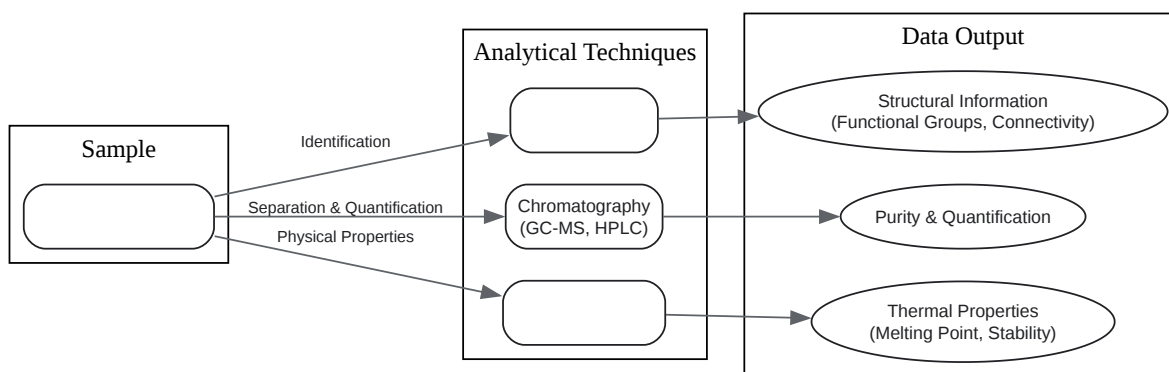 Sample
Identification
Separation & Quantification
Physical Properties
Analytical Techniques
Chromatography
(GC-MS, HPLC)
Data Output
Structural Information
(Functional Groups, Connectivity)
Purity & Quantification
Thermal Properties
(Melting Point, Stability)